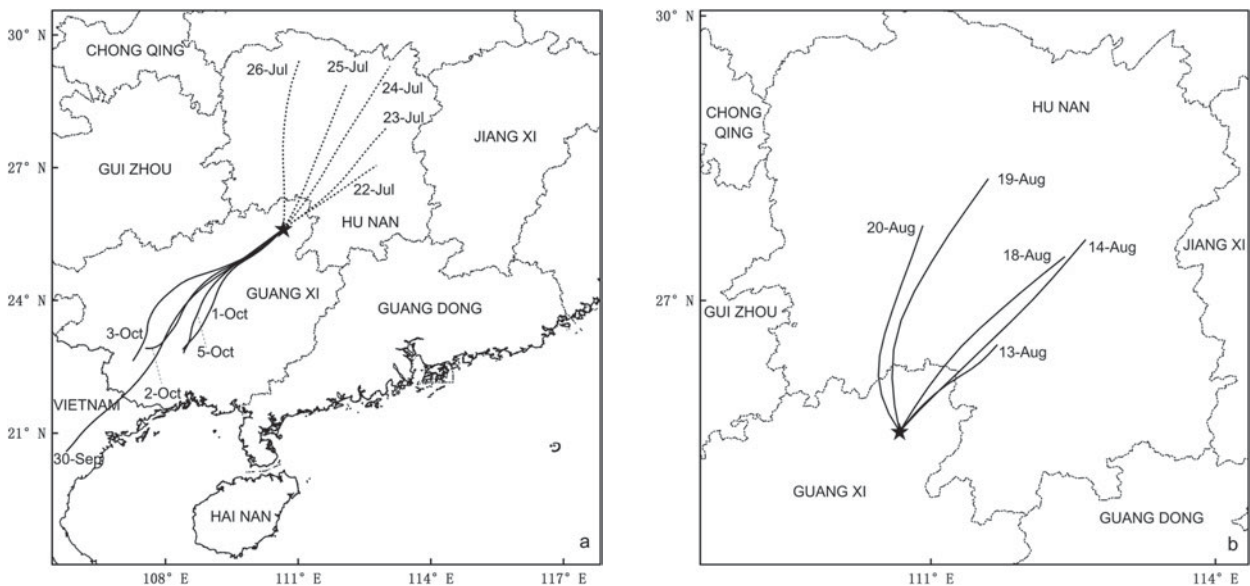 30° N
27° N
24° N
21° N
108° E
111° E
114° E
117° E
CHONG QING
GUI ZHOU
26-Jul
25-Jul
24-Jul
23-Jul
22-Jul
HU NAN
JIANG XI
GUANG XI
GUANG DONG
3-Oct
1-Oct
5-Oct
2-Oct
VIETNAM
30-Sep
HAI NAN
a
30° N
27° N
111° E
114° E
CHONG
QING
HU NAN
19-Aug
20-Aug
18-Aug
14-Aug
13-Aug
JIANG XI
GUI ZHOU
GUANG XI
GUANG DONG
b